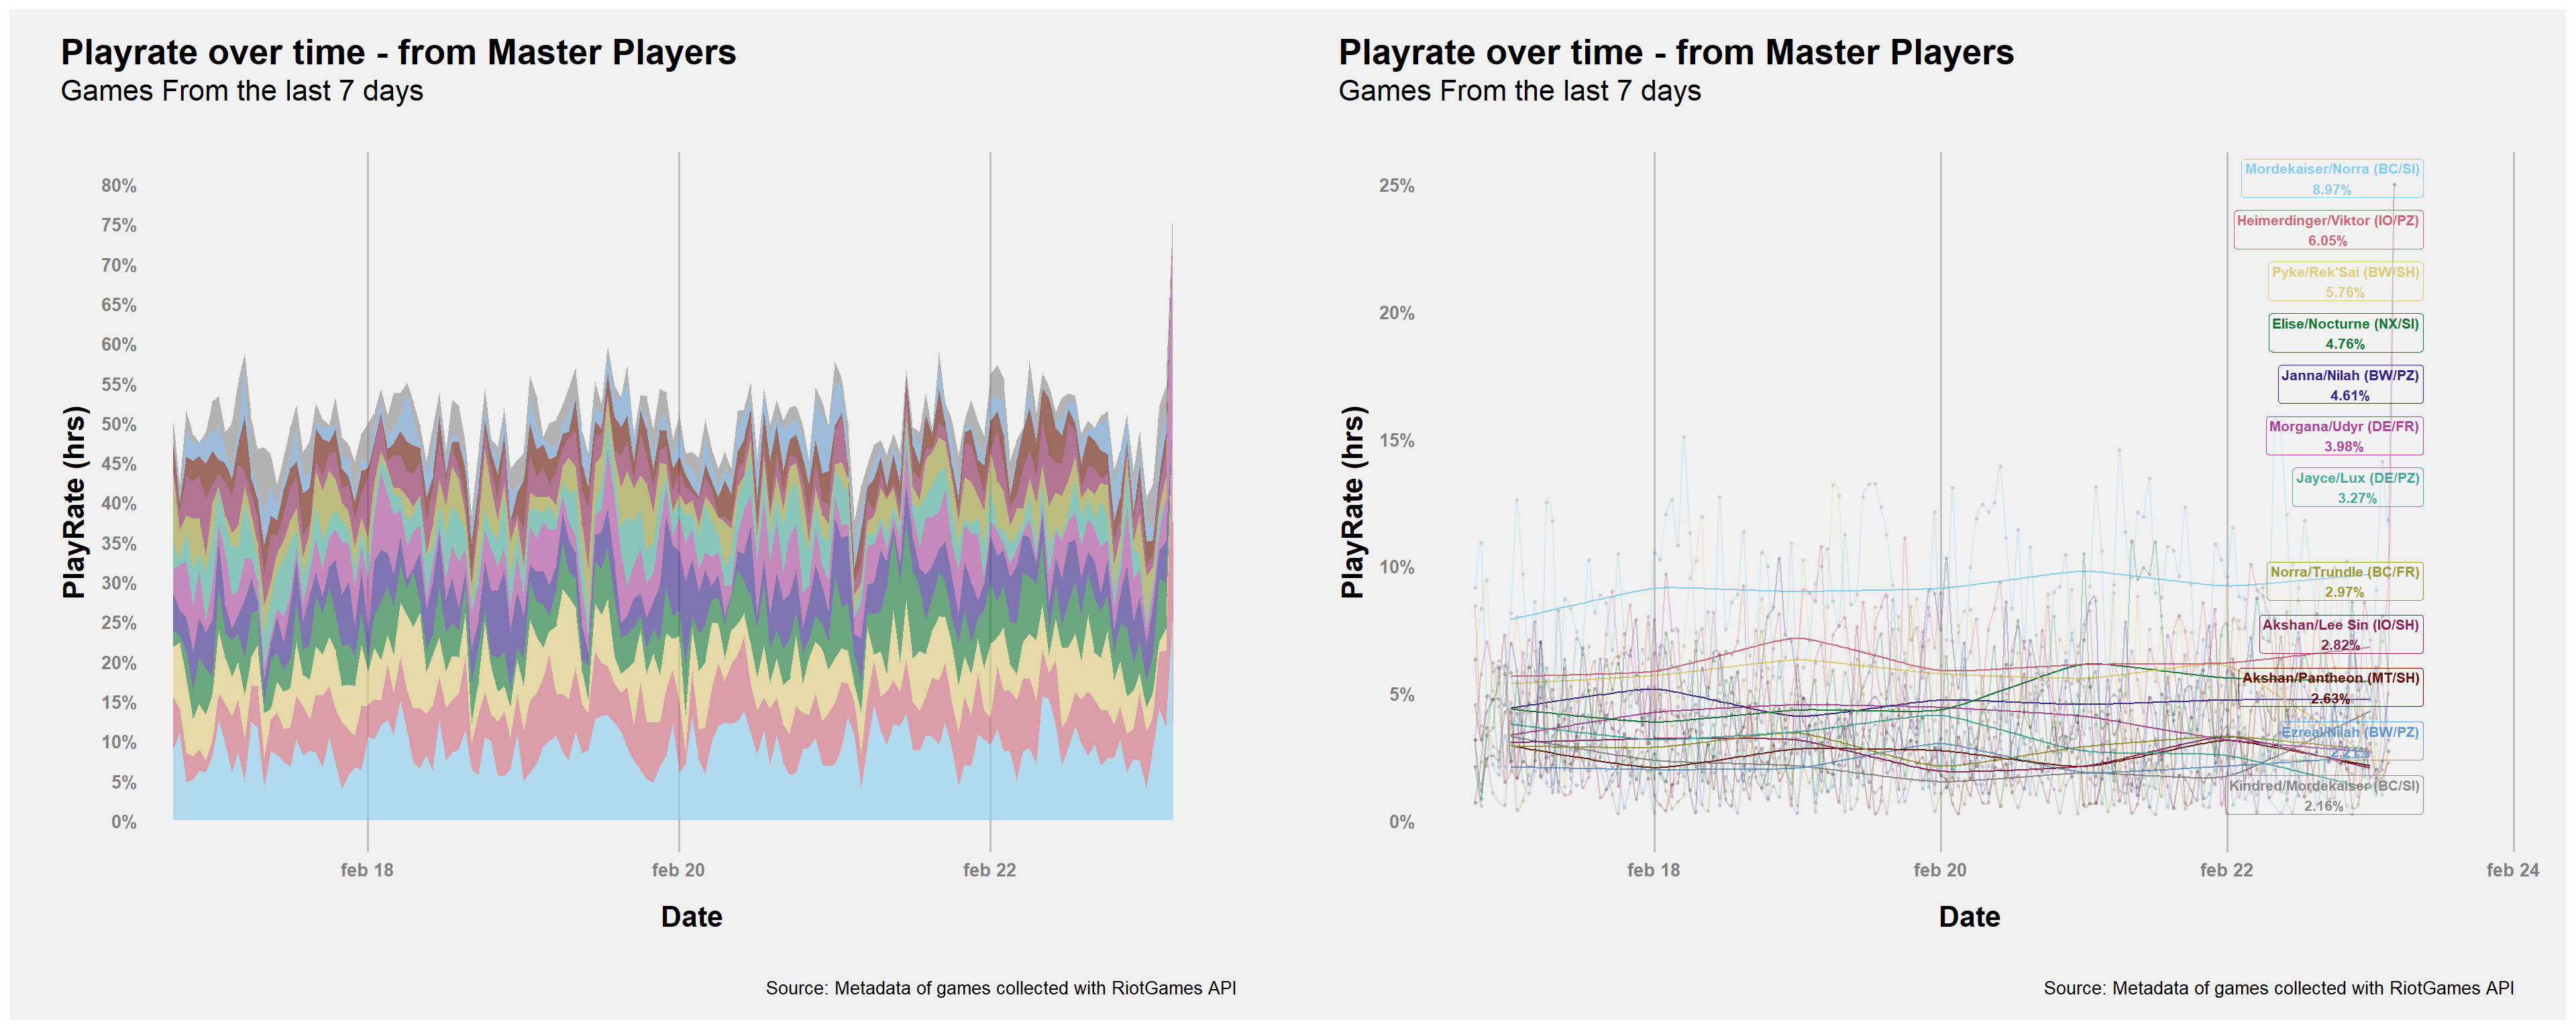 Playrate over time - from Master Players
Games From the last 7 days
PlayRate (hrs)
80%
75%
70%
65%
60%
55%
50%
45%
40%
35%
30%
25%
20%
15%
10%
5%
0%
feb 18
feb 20
feb 22
Date
Source: Metadata of games collected with RiotGames API
Playrate over time - from Master Players
Games From the last 7 days
PlayRate (hrs)
25%
20%
15%
10%
5%
0%
Mordekaiser/Norra (BC/SI)
8.97%
Heimerdinger/Viktor (IO/PZ)
6.05%
Pyke/Rek'Sai (BW/SH)
5.76%
Elise/Nocturne (NX/SI)
4.76%
Janna/Nilah (BW/PZ)
4.61%
Morgana/Udyr (DE/FR)
3.98%
Jayce/Lux (DE/PZ)
3.27%
Norra/Trundle (BC/FR)
2.97%
Akshan/Lee Sin (IO/SH)
2.82%
Akshan/Pantheon (MT/SH)
2.63%
Ezreal/Nilah (BW/PZ)
2.21%
Kindred/Mordekaiser (BC/SI)
2.16%
feb 18
feb 20
feb 22
feb 24
Date
Source: Metadata of games collected with RiotGames API